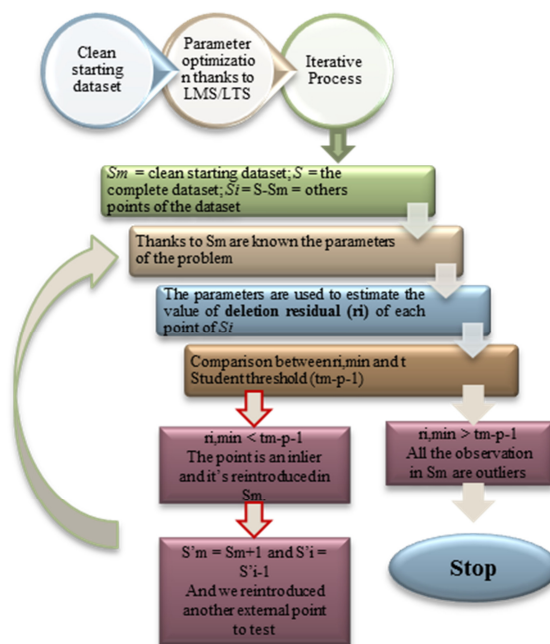 Clean
starting
dataset
Parameter
optimizatio
n thanks to
LMS/LTS
Iterative
Process
Sm = clean starting dataset; S = the
complete dataset; Si = S-Sm = others
points of the dataset
Thanks to Sm are known the parameters
of the problem
The parameters are used to estimate the
value of deletion residual (ri) of each
point of Si
Comparison between ri,min and t
Student threshold (tm-p-1)
ri,min < tm-p-1
The point is an inlier
and it's reintroduced in
Sm.
ri,min > tm-p-1
All the observation
in Sm are outliers
S'm = Sm+1 and S'i =
S'i-1
And we reintroduced
another external point
to test
Stop